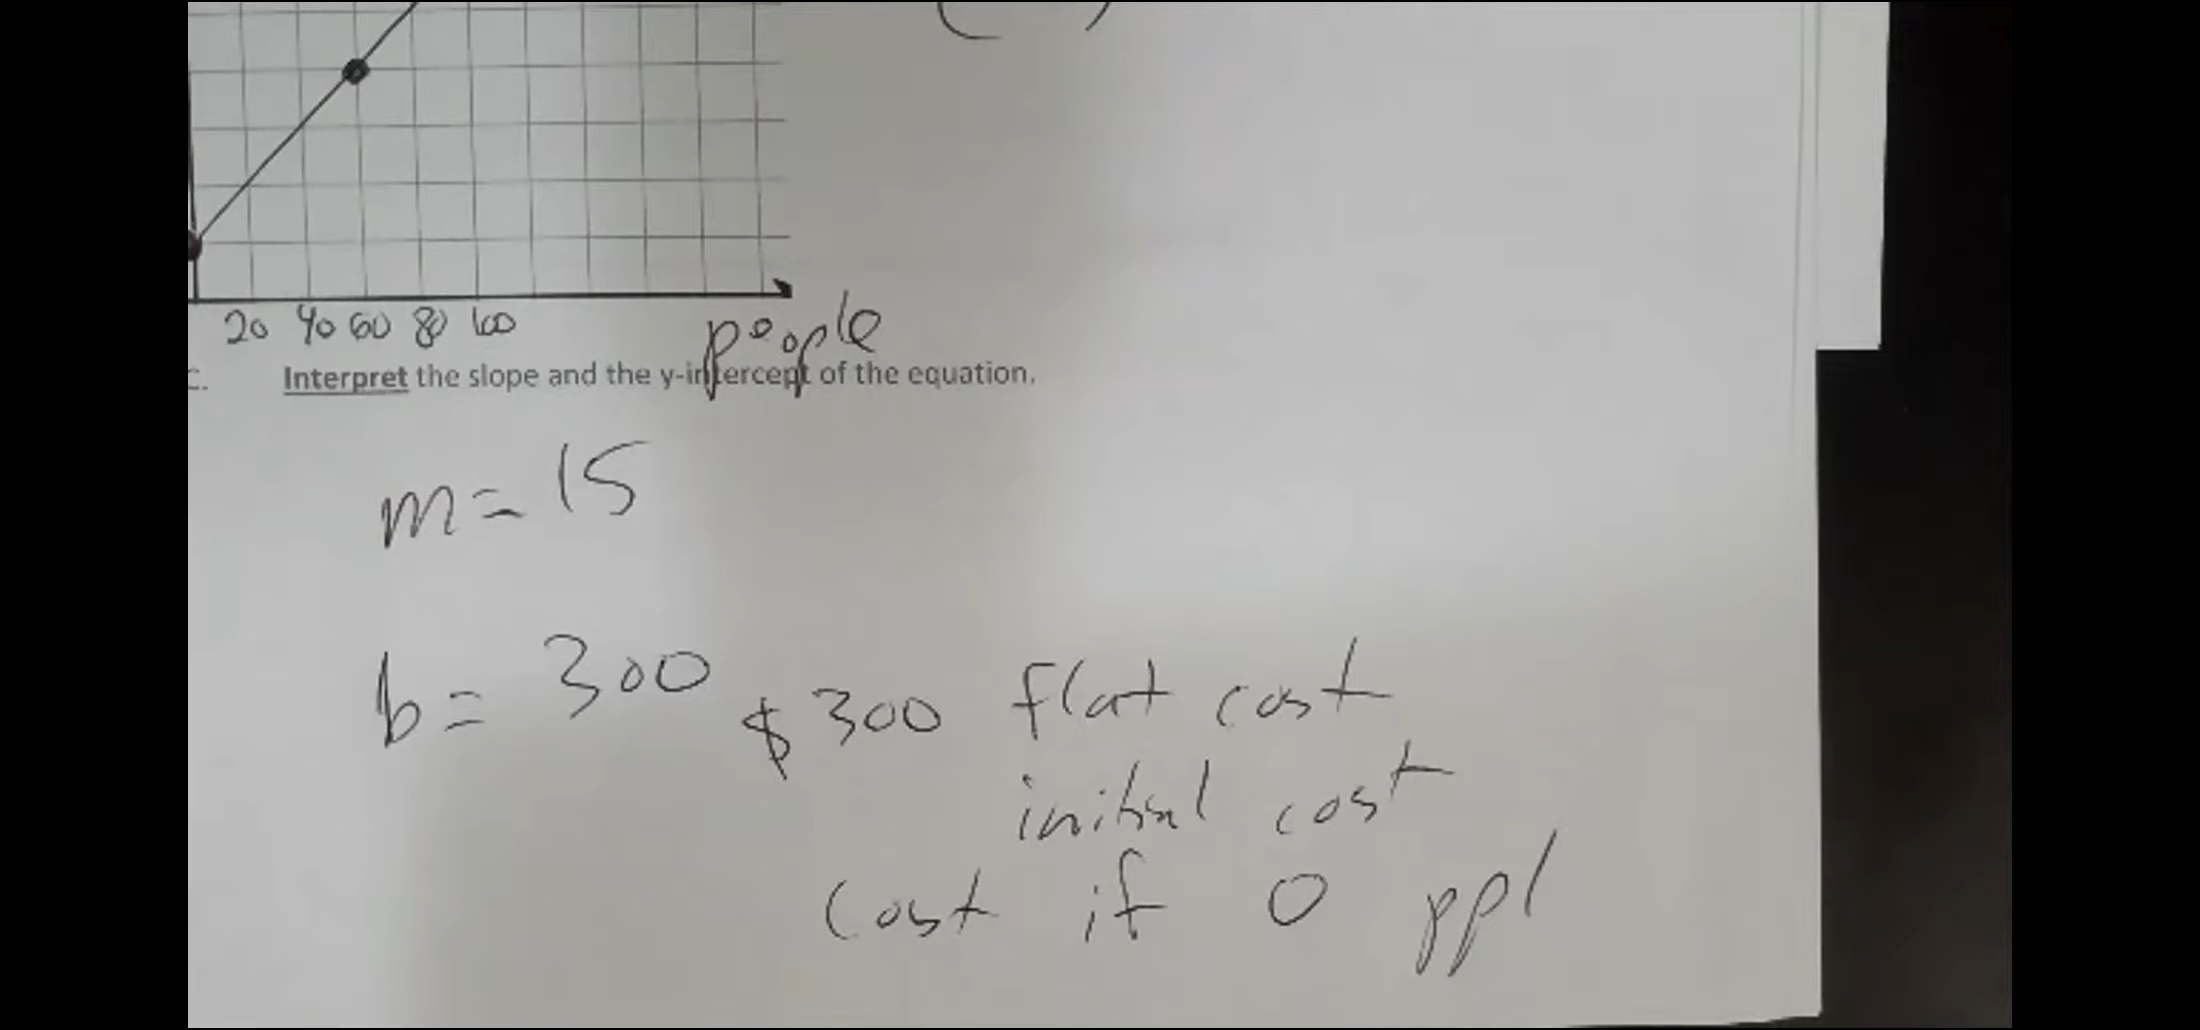 20 40 60 80 100
people
c. Interpret the slope and the y-intercept of the equation.
m = 15
b = 300
$300 flat cost
initial cost
cost if 0 ppl